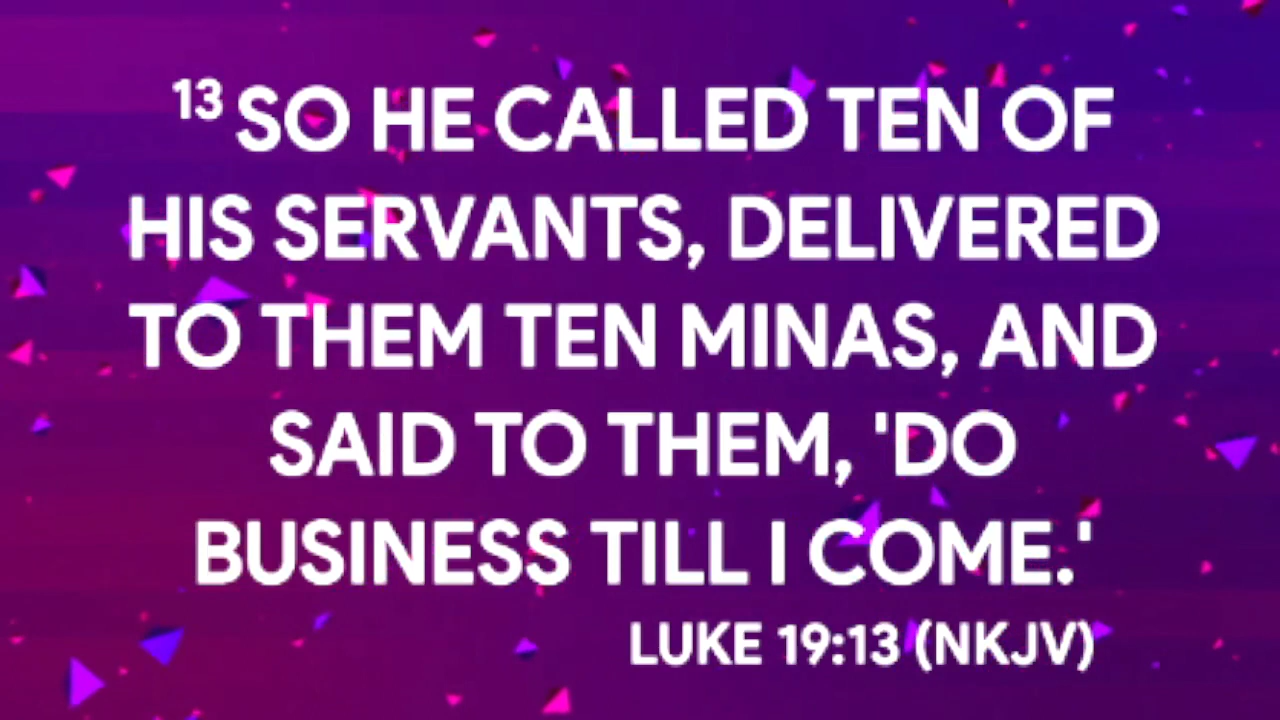 13 SO HE CALLED TEN OF
HIS SERVANTS, DELIVERED
TO THEM TEN MINAS, AND
SAID TO THEM, 'DO
BUSINESS TILL I COME.'
LUKE 19:13 (NKJV)